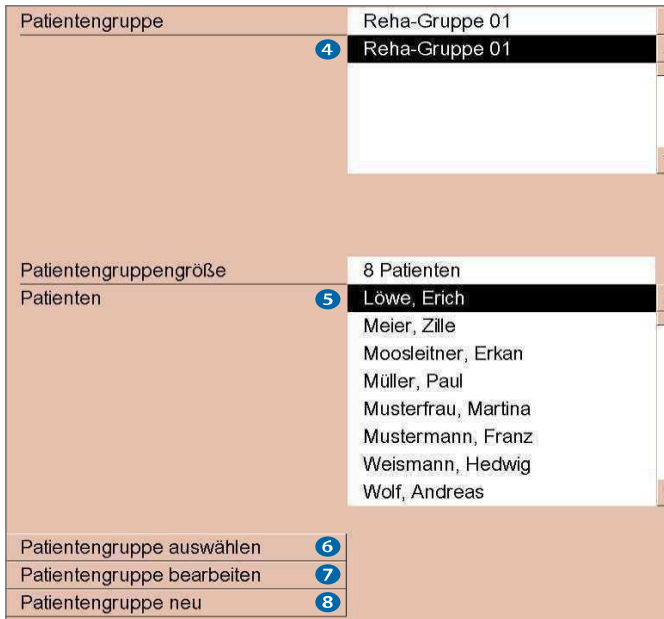 Patientengruppe Reha-Gruppe 01
4 Reha-Gruppe 01
Patientengruppengröße 8 Patienten
Patienten 5 Löwe, Erich
Meier, Zille
Moosleitner, Erkan
Müller, Paul
Musterfrau, Martina
Mustermann, Franz
Weismann, Hedwig
Wolf, Andreas
Patientengruppe auswählen 6
Patientengruppe bearbeiten 7
Patientengruppe neu 8